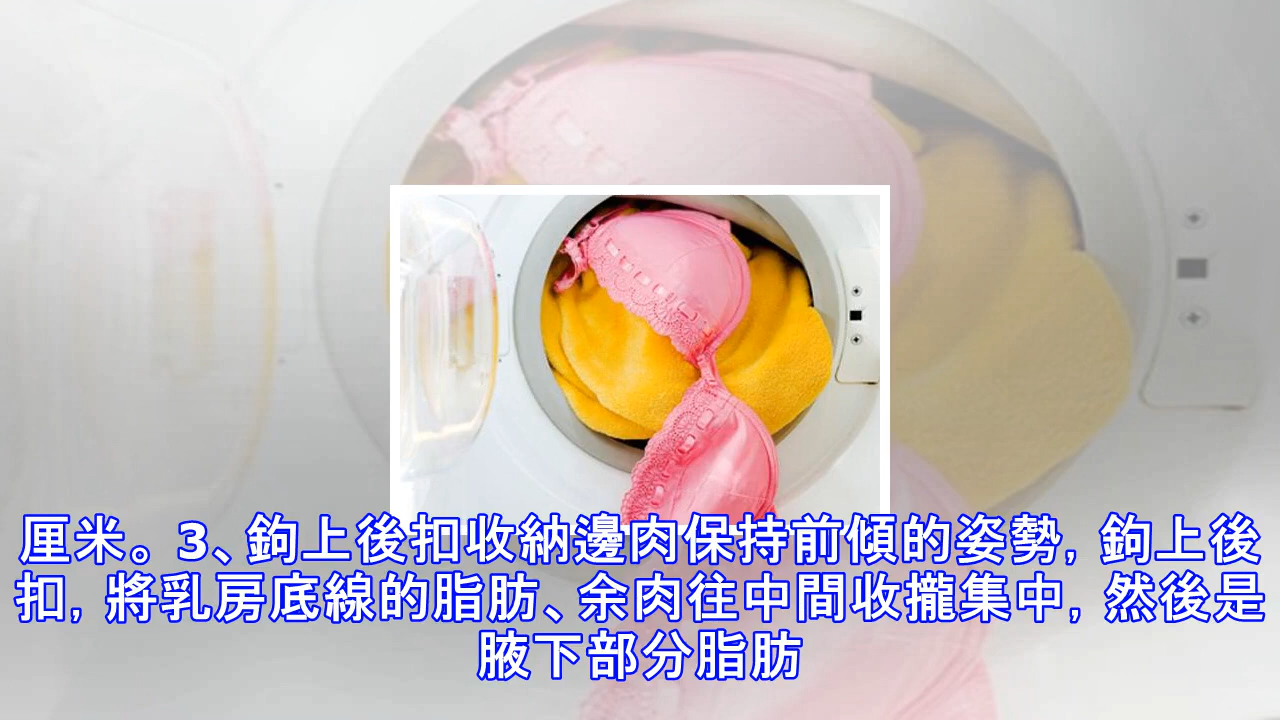 厘米。3、鉤上後扣收納邊肉保持前傾的姿勢, 鉤上後
扣, 將乳房底線的脂肪、余肉往中間收攏集中, 然後是
腋下部分脂肪